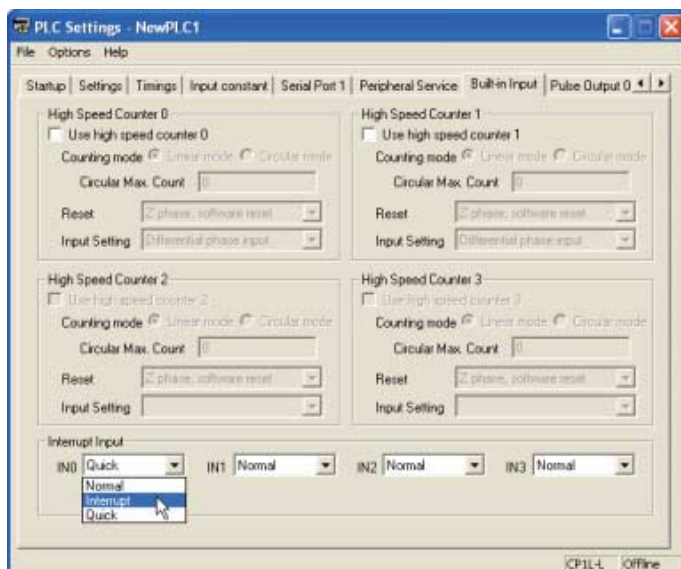 PLC Settings - NewPLC1
File Options Help
Startup Settings Timings Input constant Serial Port 1 Peripheral Service Built-in Input Pulse Output 0
High Speed Counter 0
Use high speed counter 0
Counting mode Linear mode Circular mode
Circular Max. Count 0
Reset Z phase, software reset
Input Setting Differential phase input
High Speed Counter 1
Use high speed counter 1
Counting mode Linear mode Circular mode
Circular Max. Count 0
Reset Z phase, software reset
Input Setting Differential phase input
High Speed Counter 2
Use high speed counter 2
Counting mode Linear mode Circular mode
Circular Max. Count 0
Reset Z phase, software reset
Input Setting
High Speed Counter 3
Use high speed counter 3
Counting mode Linear mode Circular mode
Circular Max. Count 0
Reset Z phase, software reset
Input Setting
Interrupt Input
IN0 Quick IN1 Normal IN2 Normal IN3 Normal
Normal
Interrupt
Quick
CP1L-L Offline